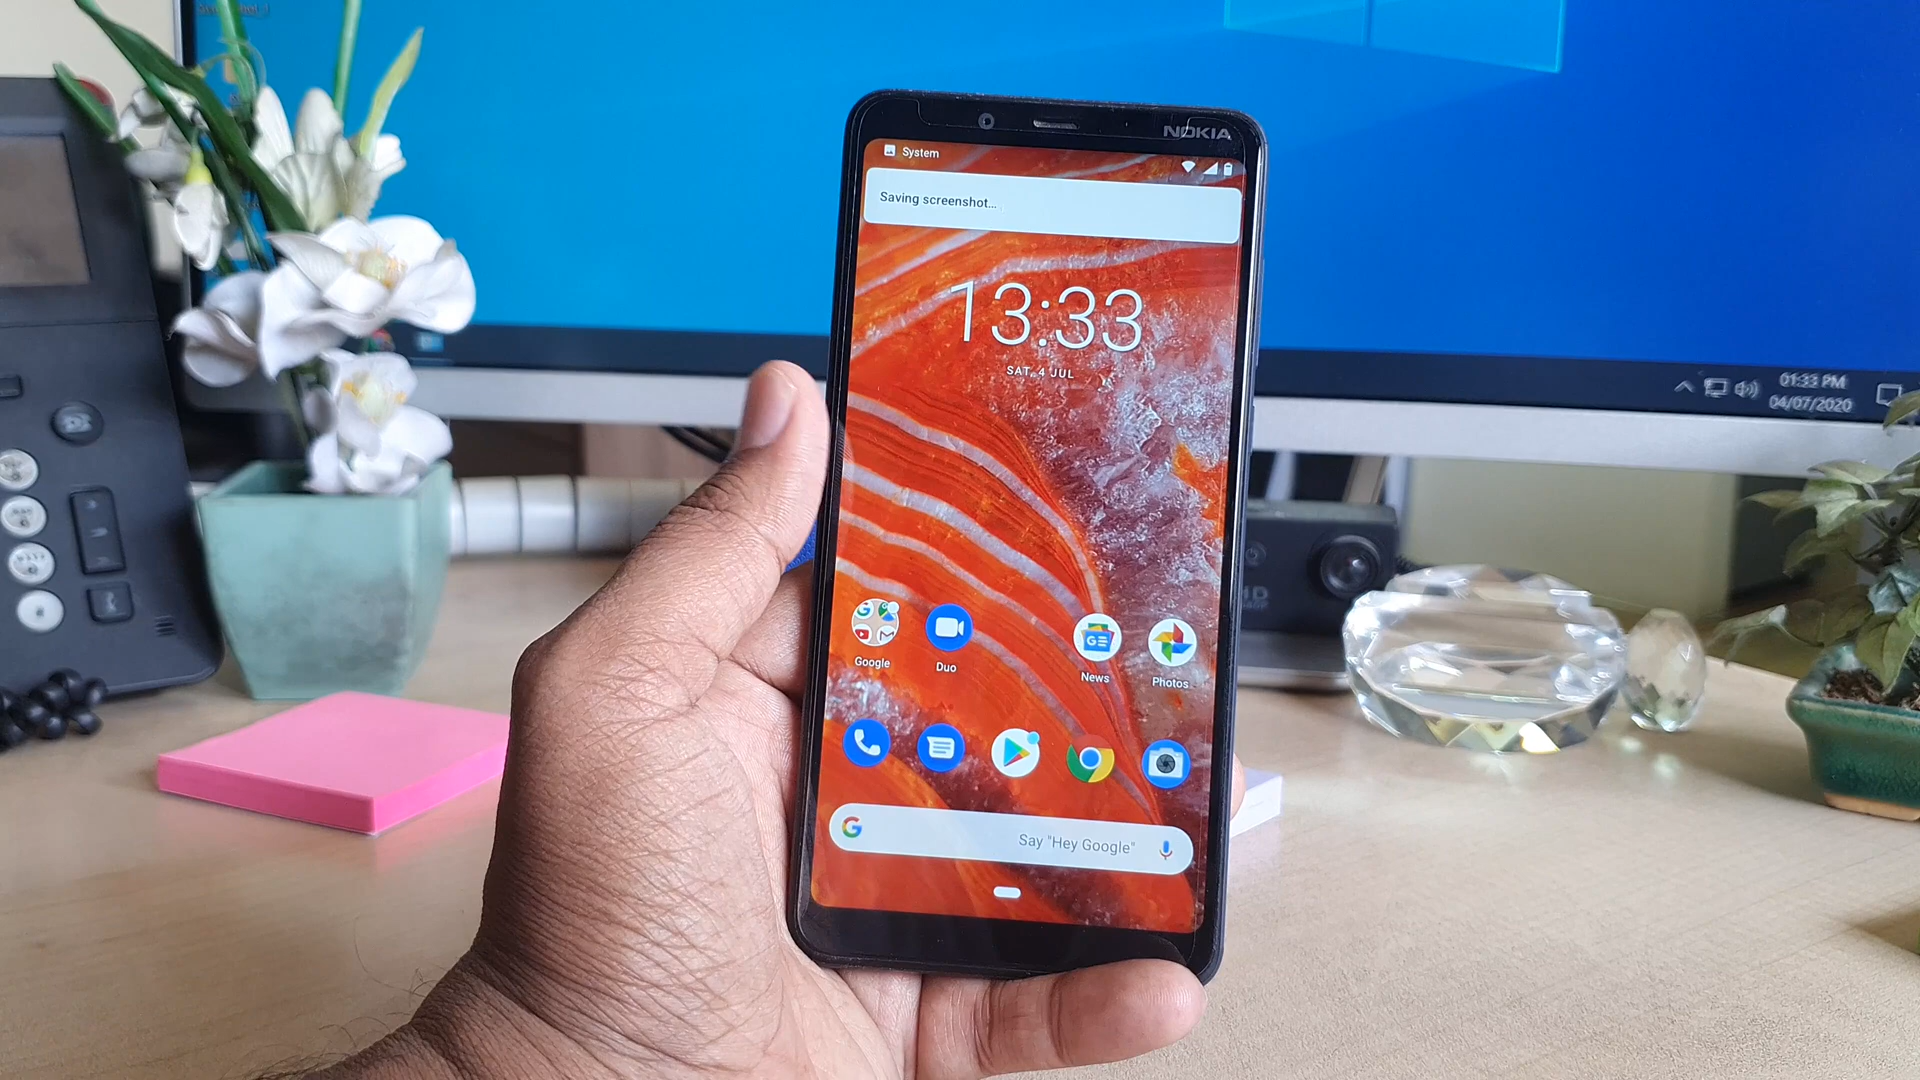 NOKIA
System
Saving screenshot...
13:33
SAT, 4 JUL
Google
Duo
News
Photos
Say "Hey Google"
01:33 PM
04/07/2020